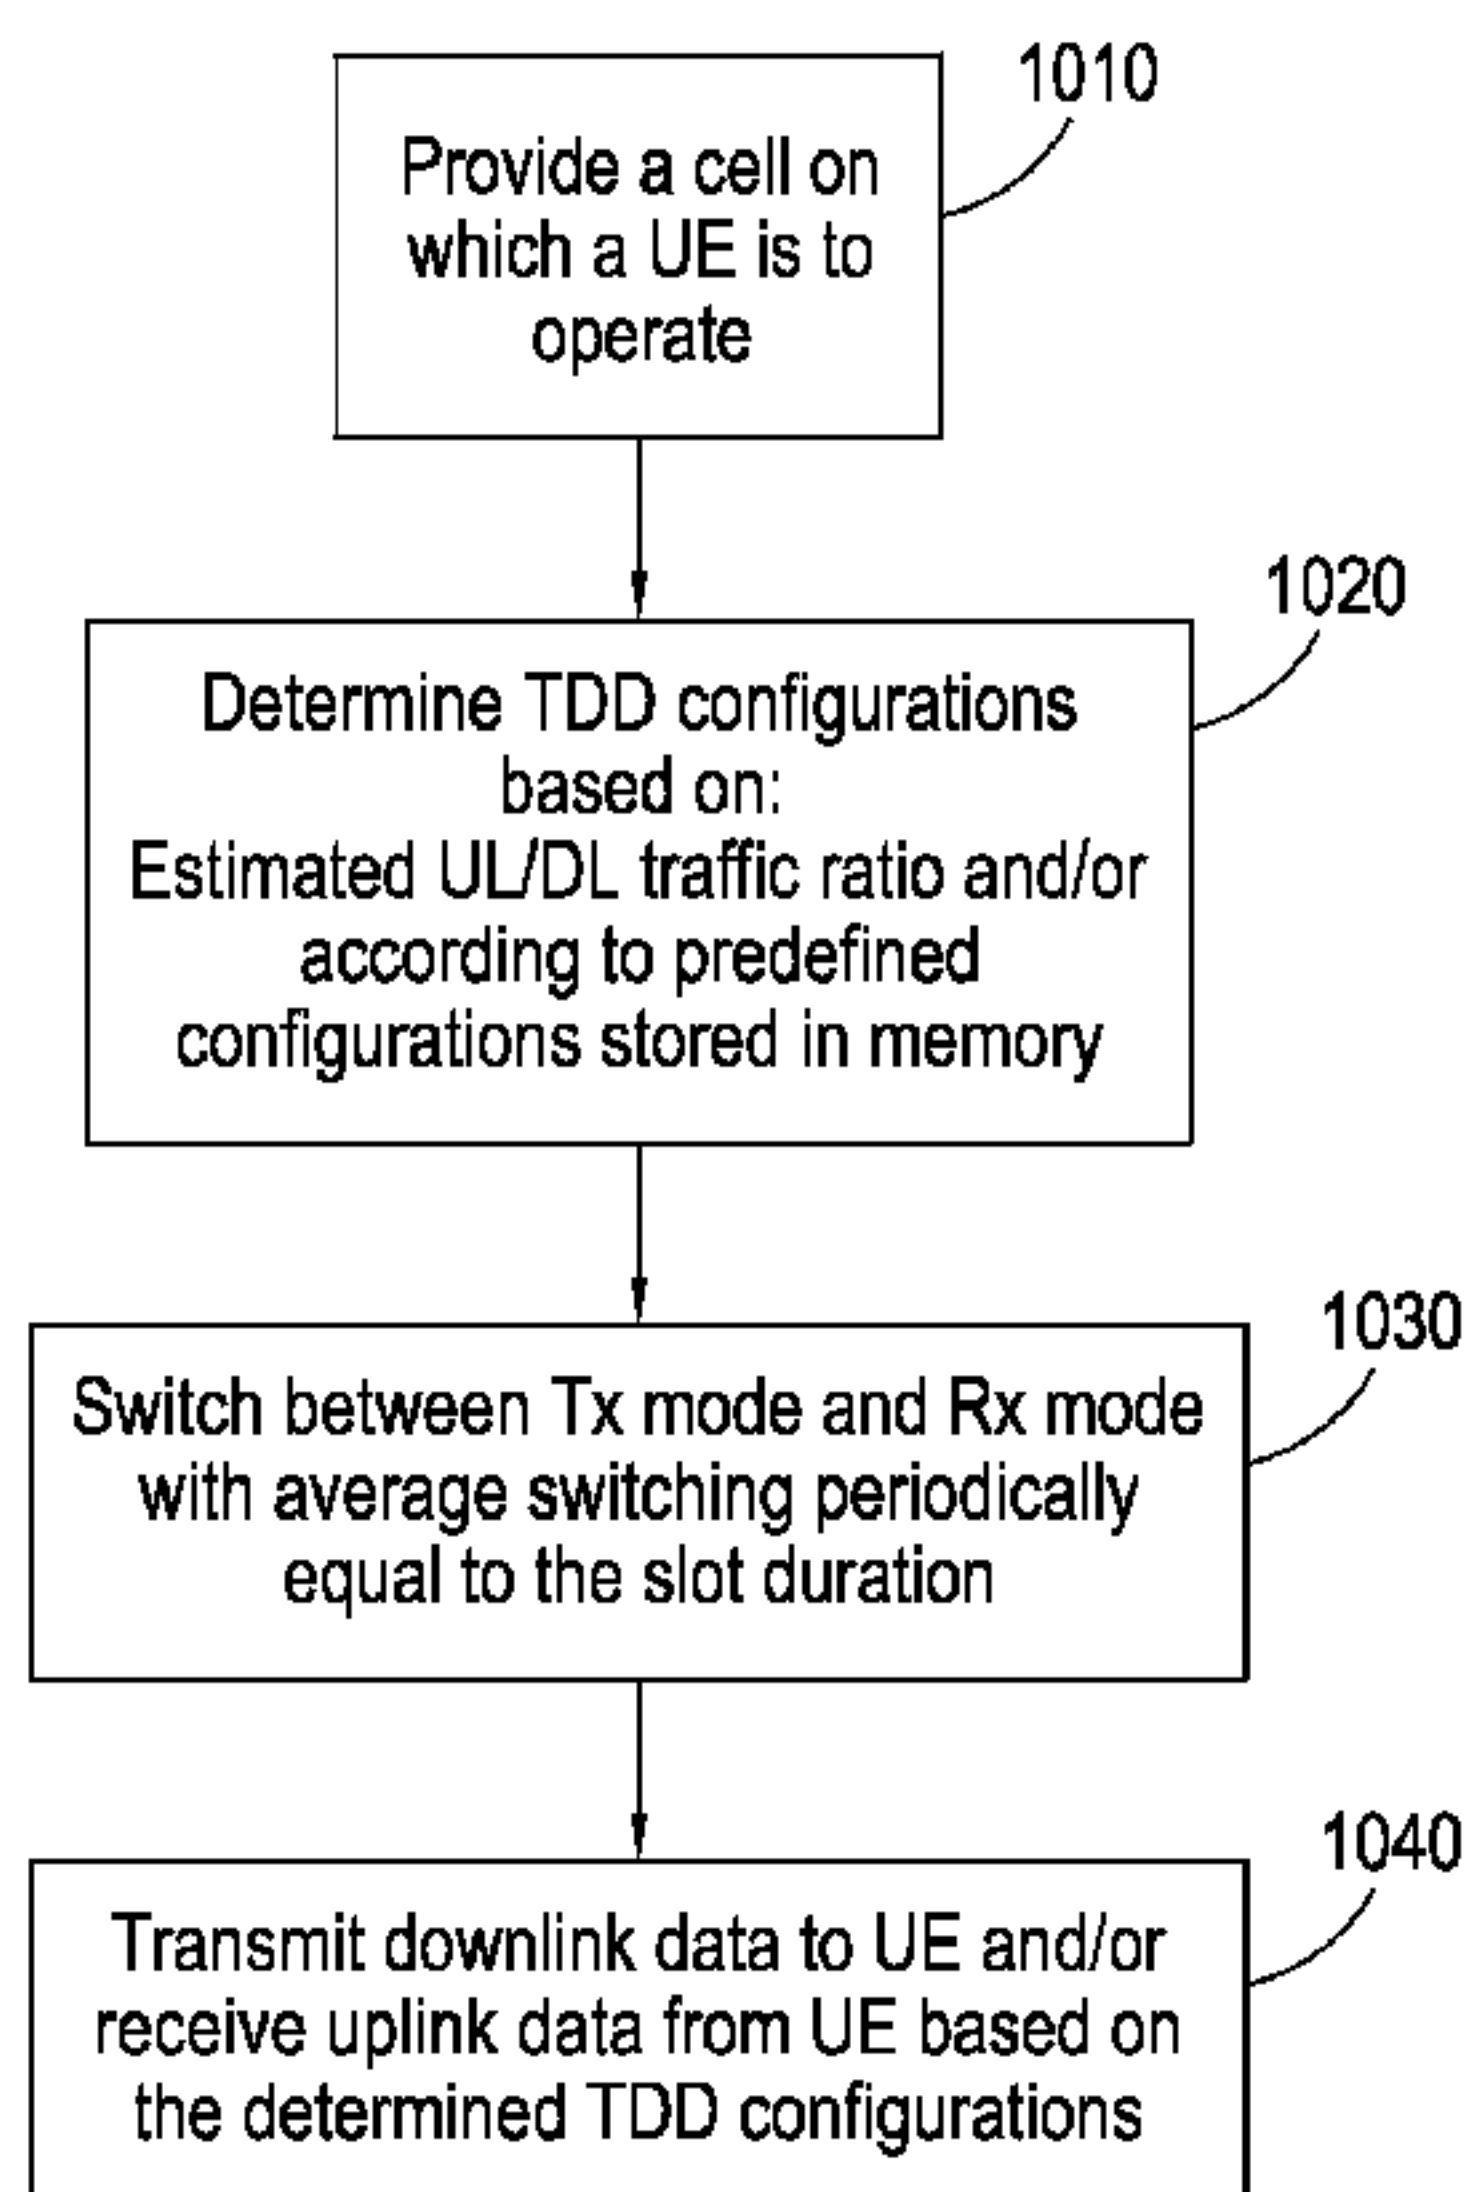 1010
Provide a cell on
which a UE is to
operate
1020
Determine TDD configurations
based on:
Estimated UL/DL traffic ratio and/or
according to predefined
configurations stored in memory
1030
Switch between Tx mode and Rx mode
with average switching periodically
equal to the slot duration
1040
Transmit downlink data to UE and/or
receive uplink data from UE based on
the determined TDD configurations